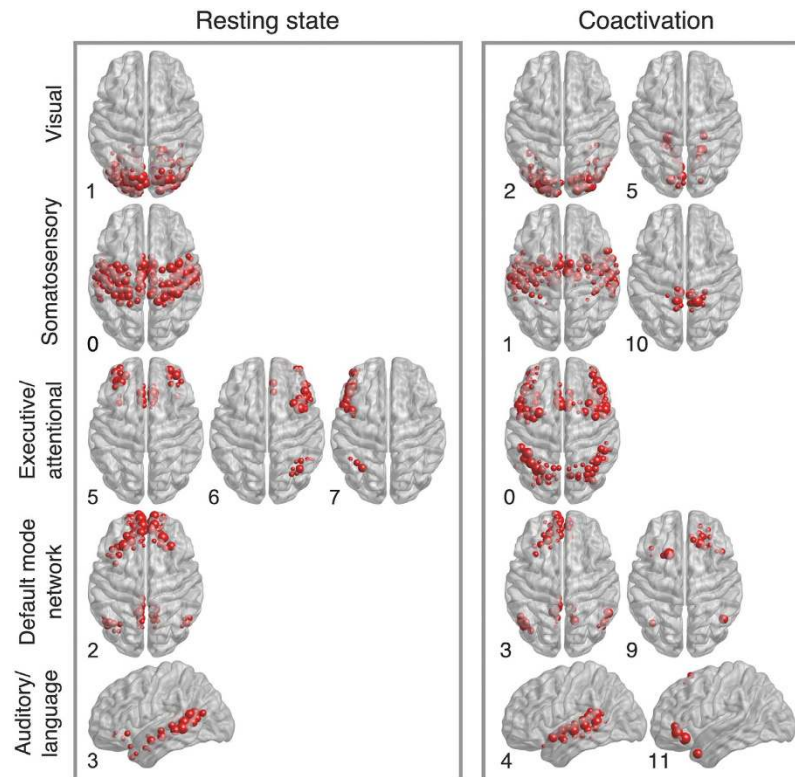 Resting state
Coactivation
Visual
1
2
5
Somatosensory
0
1
10
Executive/
attentional
5
6
7
0
Default mode
network
2
3
9
Auditory/
language
3
4
11